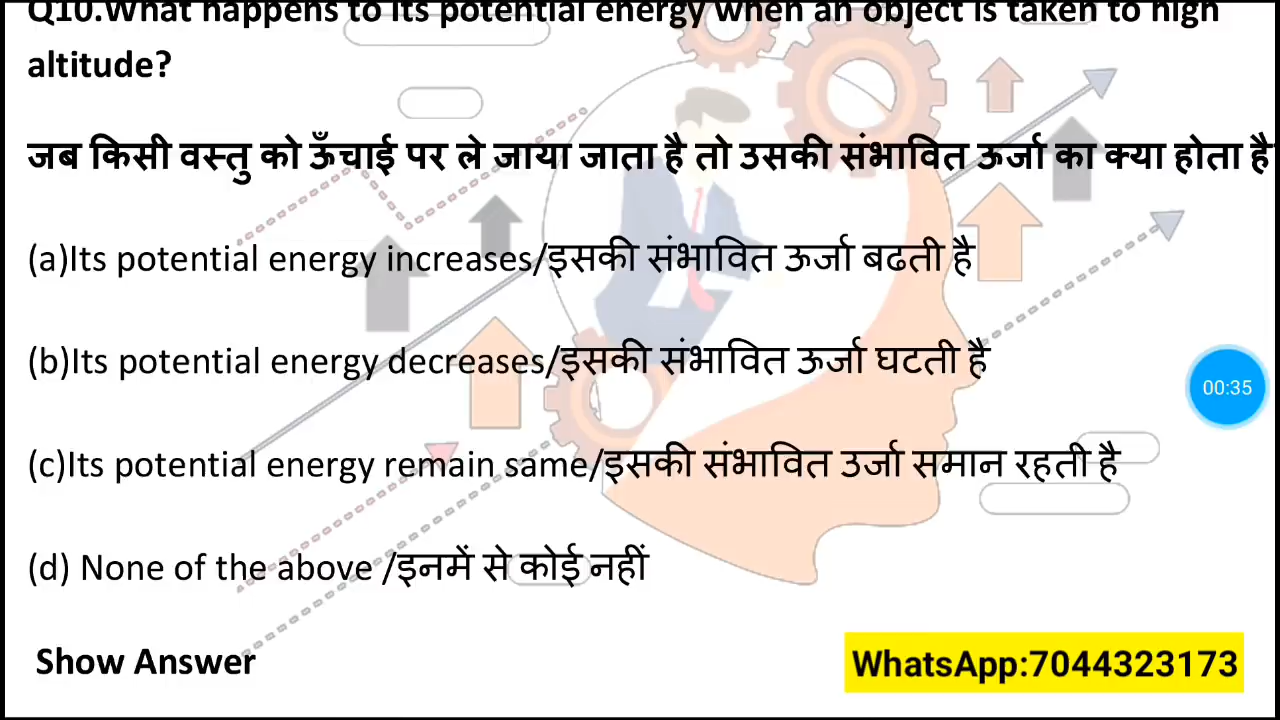 Q10.What happens to its potential energy when an object is taken to high
altitude?
जब किसी वस्तु को ऊँचाई पर ले जाया जाता है तो उसकी संभावित ऊर्जा का क्या होता है
(a)Its potential energy increases/इसकी संभावित ऊर्जा बढती है
(b)Its potential energy decreases/इसकी संभावित ऊर्जा घटती है
(c)Its potential energy remain same/इसकी संभावित उर्जा समान रहती है
(d) None of the above /इनमें से कोई नहीं
00:35
Show Answer
WhatsApp:7044323173